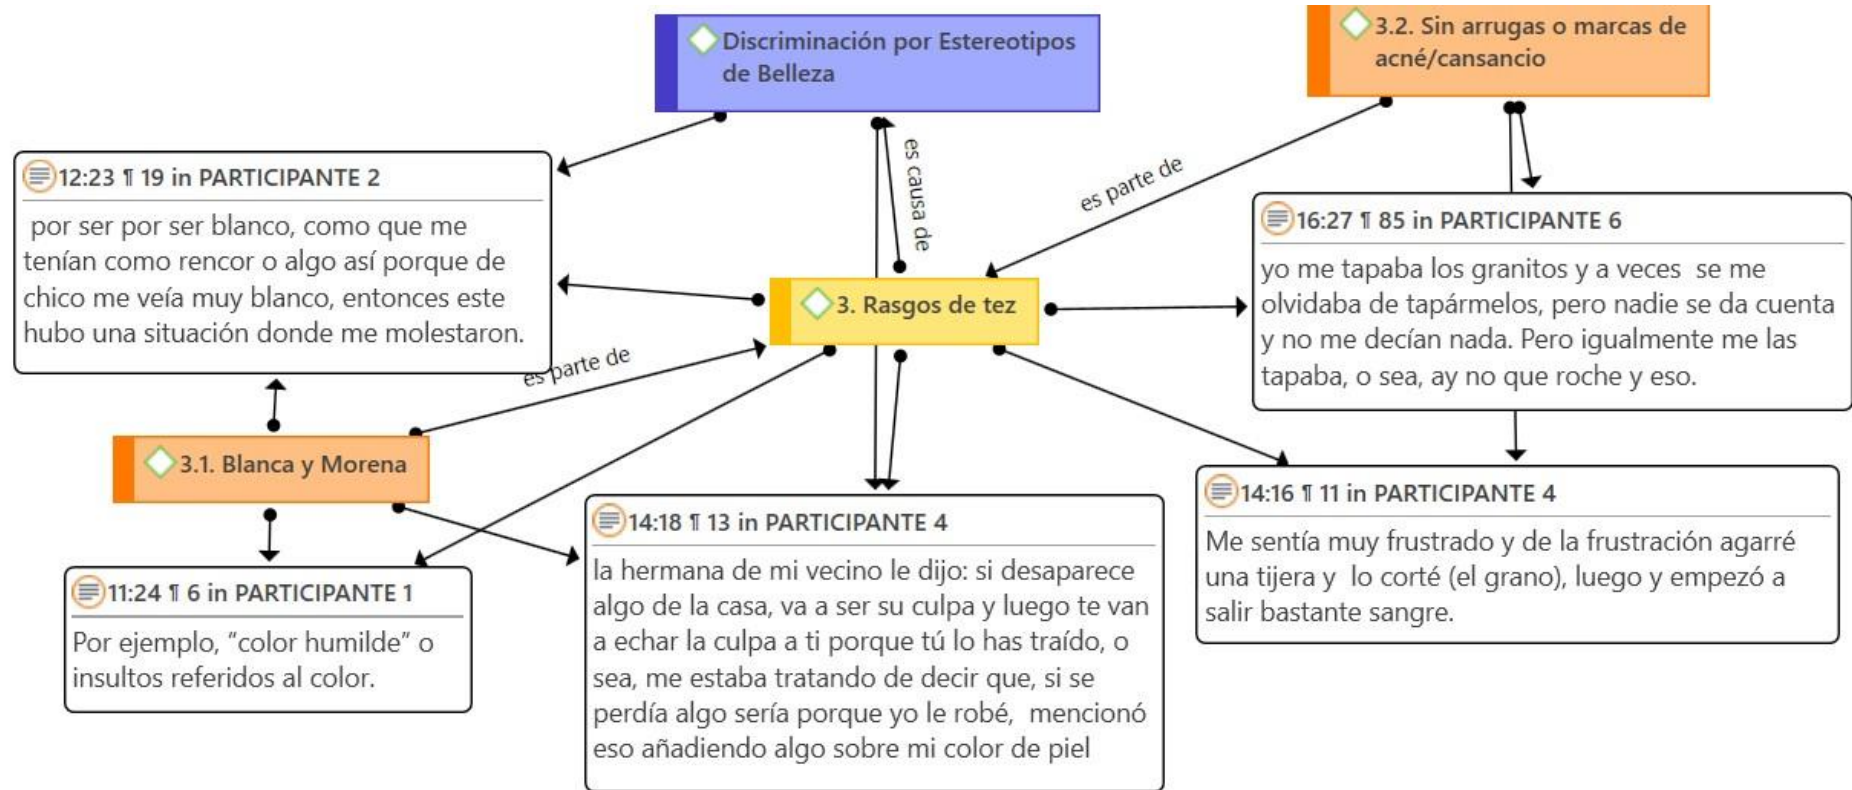 Discriminación por Estereotipos
de Belleza
3.2. Sin arrugas o marcas de
acné/cansancio
es causa de
es parte de
12:23 ¶ 19 in PARTICIPANTE 2
por ser por ser blanco, como que me
tenían como rencor o algo así porque de
chico me veía muy blanco, entonces este
hubo una situación donde me molestaron.
16:27 ¶ 85 in PARTICIPANTE 6
yo me tapaba los granitos y a veces se me
olvidaba de tapármelos, pero nadie se da cuenta
y no me decían nada. Pero igualmente me las
tapaba, o sea, ay no que roche y eso.
3. Rasgos de tez
es parte de
3.1. Blanca y Morena
14:16 ¶ 11 in PARTICIPANTE 4
Me sentía muy frustrado y de la frustración agarré
una tijera y lo corté (el grano), luego y empezó a
salir bastante sangre.
14:18 ¶ 13 in PARTICIPANTE 4
la hermana de mi vecino le dijo: si desaparece
algo de la casa, va a ser su culpa y luego te van
a echar la culpa a ti porque tú lo has traído, o
sea, me estaba tratando de decir que, si se
perdía algo sería porque yo le robé, mencionó
eso añadiendo algo sobre mi color de piel
11:24 ¶ 6 in PARTICIPANTE 1
Por ejemplo, “color humilde” o
insultos referidos al color.